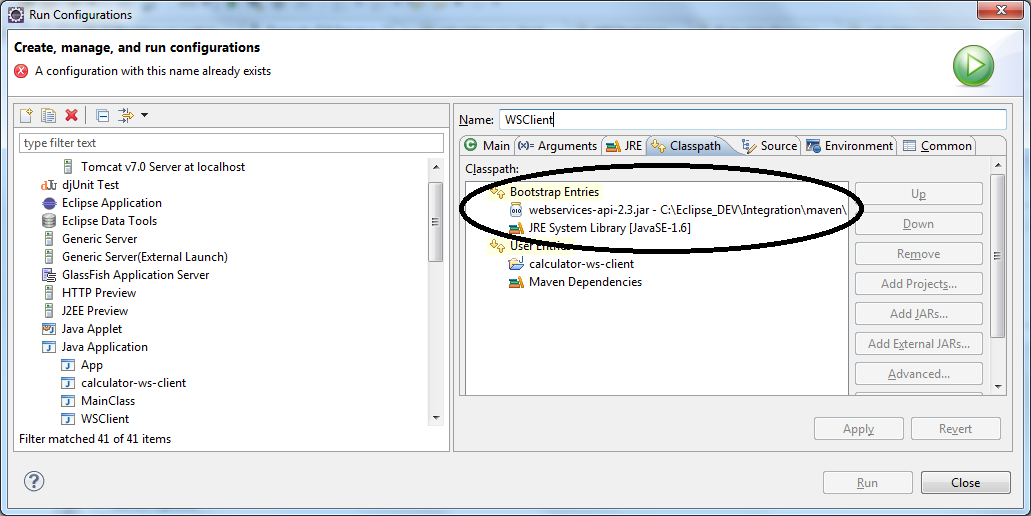 Run Configurations
Create, manage, and run configurations
A configuration with this name already exists
type filter text
Tomcat v7.0 Server at localhost
djUnit Test
Eclipse Application
Eclipse Data Tools
Generic Server
Generic Server(External Launch)
GlassFish Application Server
HTTP Preview
J2EE Preview
Java Applet
Java Application
App
calculator-ws-client
MainClass
WSClient
Filter matched 41 of 41 items
Name: WSClient
Main (x)= Arguments JRE Classpath Source Environment Common
Classpath:
Bootstrap Entries
webservices-api-2.3.jar - C:\Eclipse_DEV\Integration\maven\
JRE System Library [JavaSE-1.6]
User
calculator-ws-client
Maven Dependencies
Up
Down
Remove
Add Projects...
Add JARs...
Add External JARs...
Advanced...
Apply Revert
Run Close